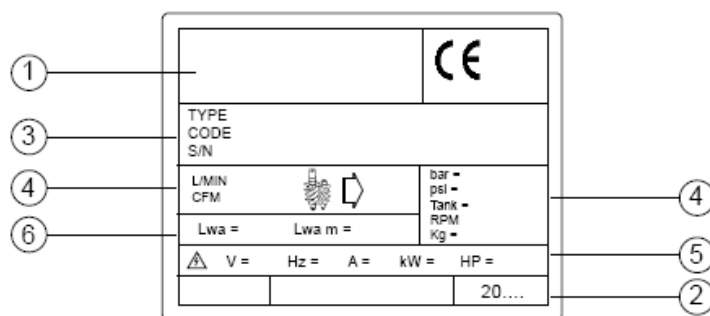 1
CE
3
TYPE
CODE
S/N
4
L/MIN
CFM
bar =
psi =
Tank =
RPM
Kg =
4
6
Lwa = Lwa m =
V = Hz = A = kW = HP =
5
20....
2